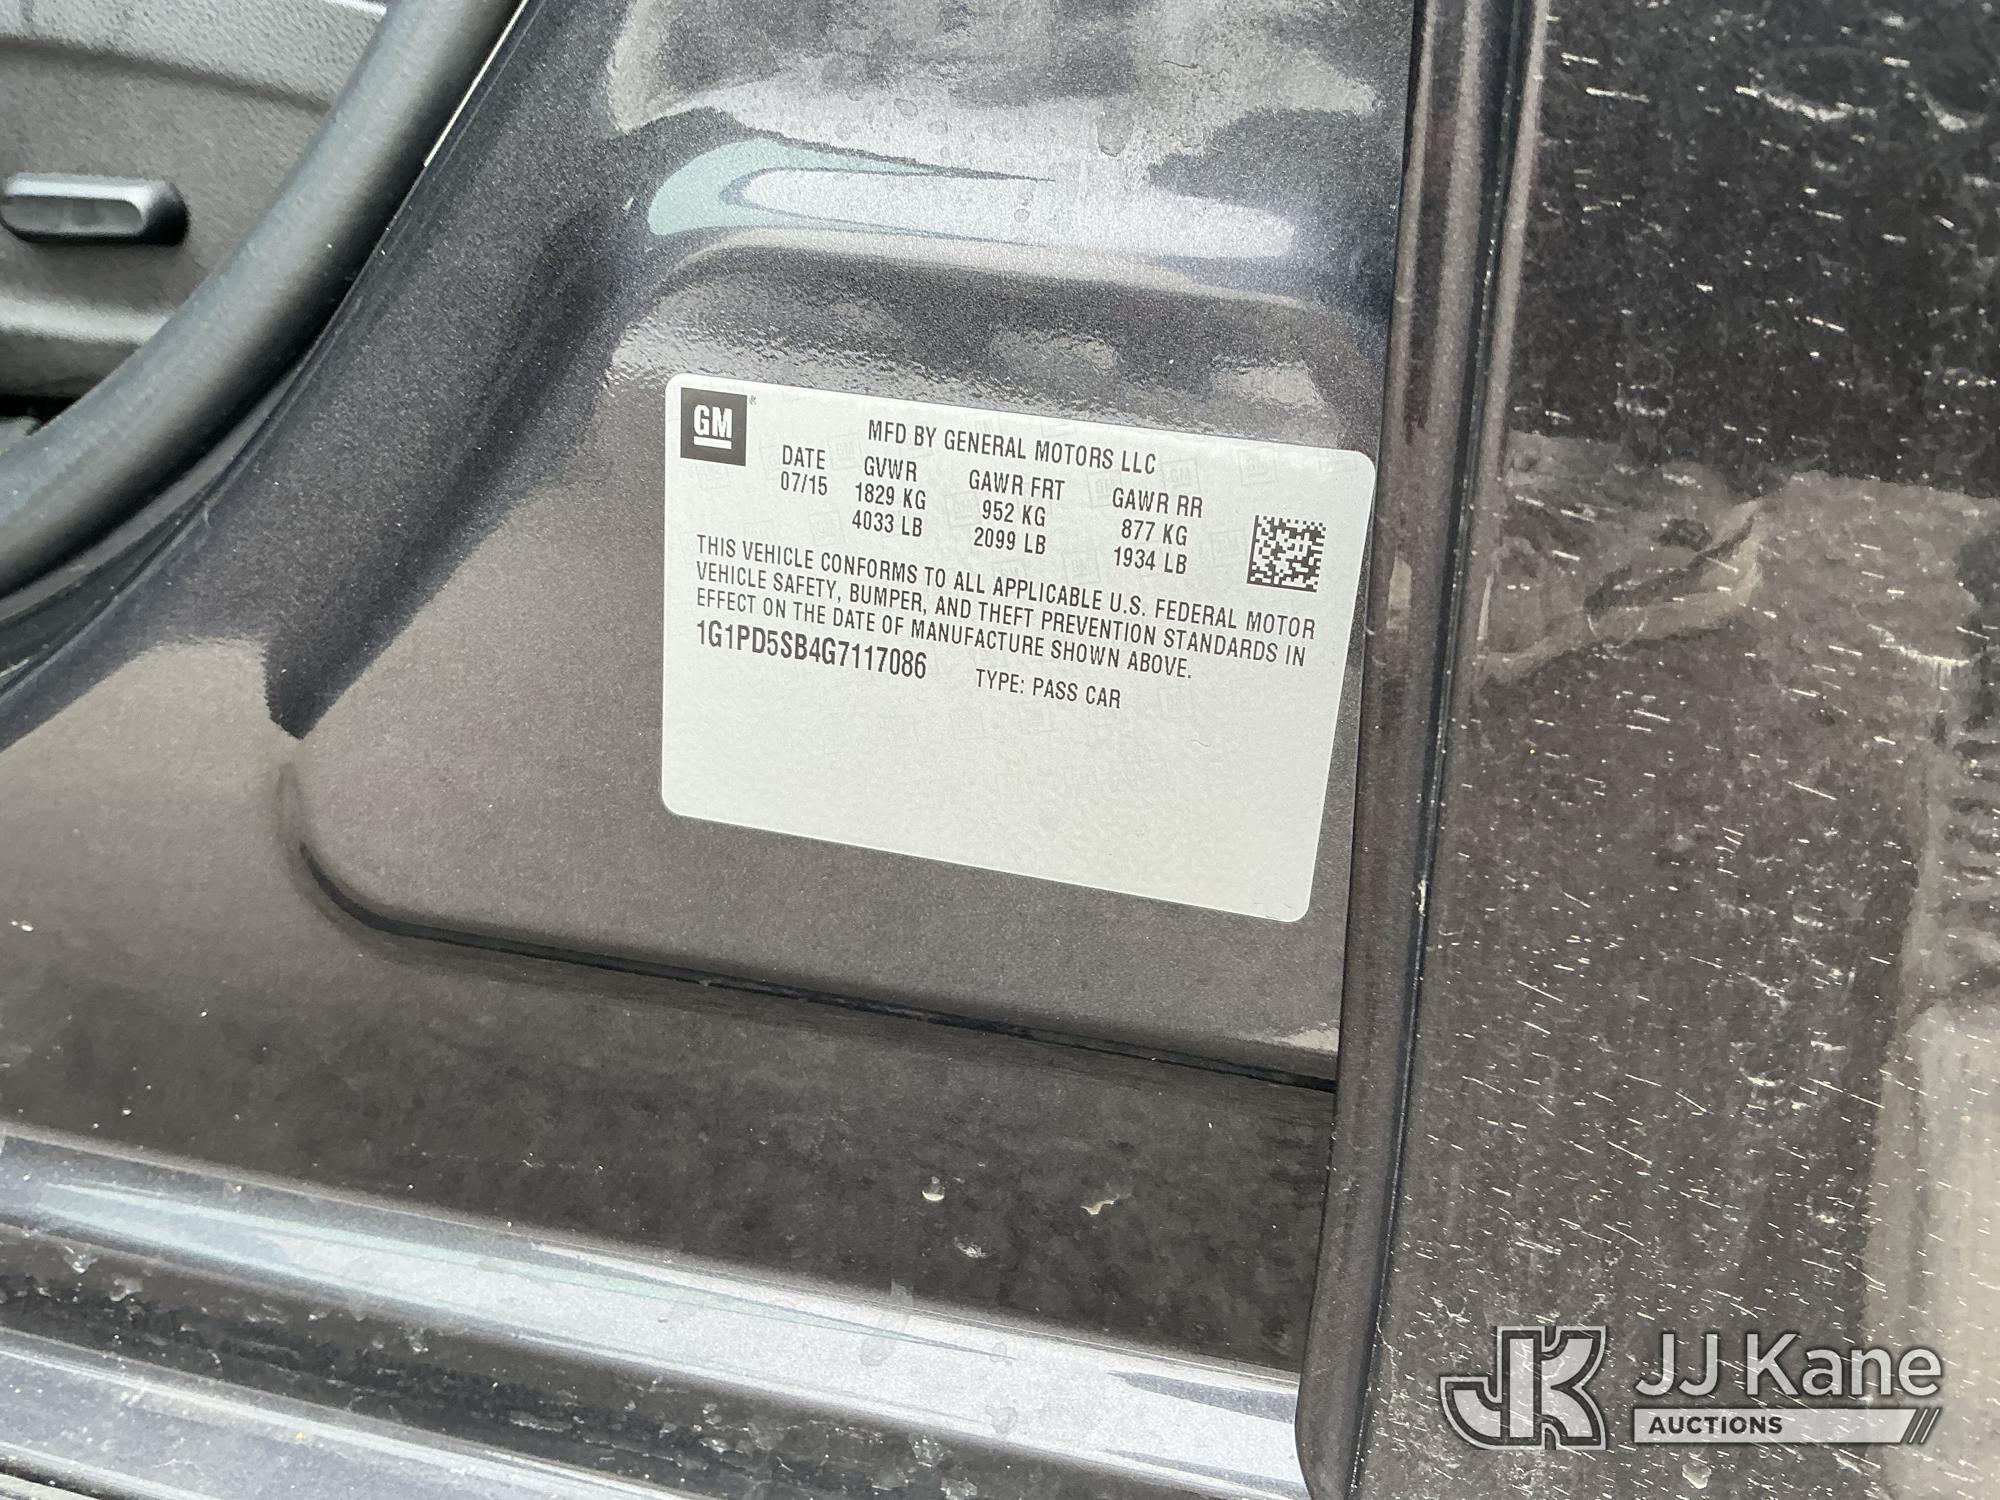 GM
MFD BY GENERAL MOTORS LLC
DATE GVWR GAWR FRT GAWR RR
07/15 1829 KG 952 KG 877 KG
4033 LB 2099 LB 1934 LB
THIS VEHICLE CONFORMS TO ALL APPLICABLE U.S. FEDERAL MOTOR
VEHICLE SAFETY, BUMPER, AND THEFT PREVENTION STANDARDS IN
EFFECT ON THE DATE OF MANUFACTURE SHOWN ABOVE.
1G1PD5SB4G7117086 TYPE: PASS CAR
JK JJ Kane
AUCTIONS